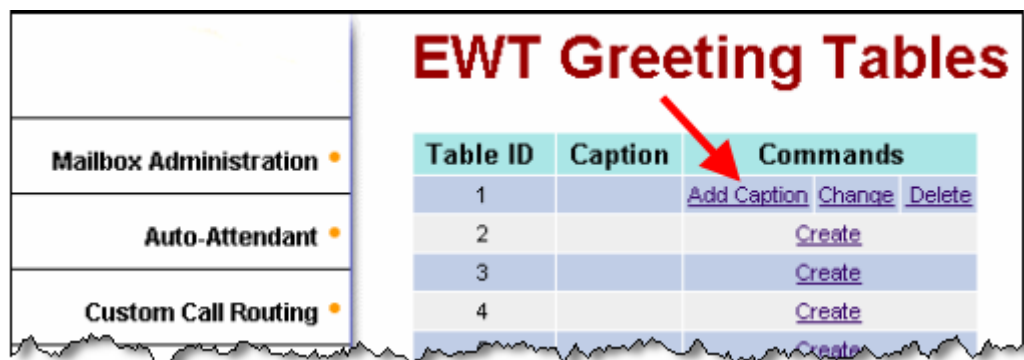 EWT Greeting Tables
Mailbox Administration
Auto-Attendant
Custom Call Routing
Table ID Caption Commands
1 Add Caption Change Delete
2 Create
3 Create
4 Create
Create